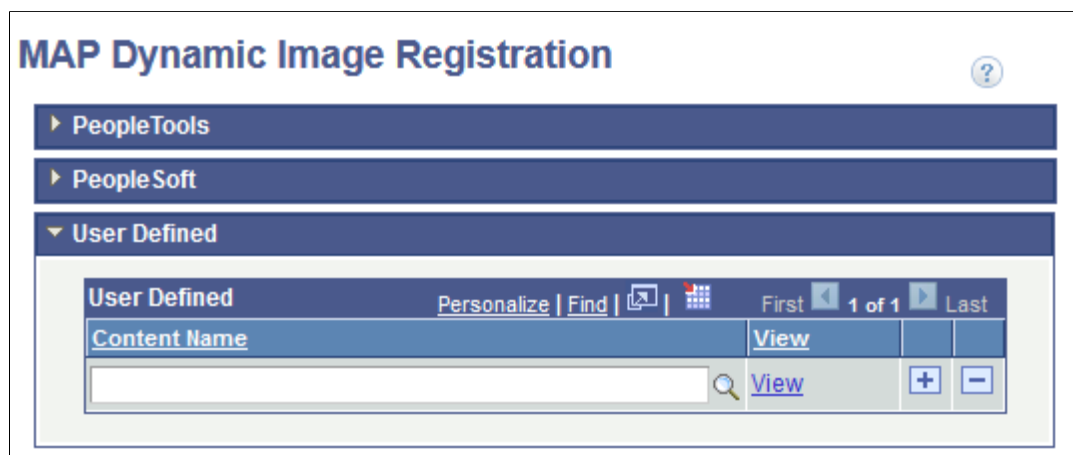 MAP Dynamic Image Registration
?
PeopleTools
PeopleSoft
User Defined
User Defined Personalize | Find | | First 1 of 1 Last
Content Name View
View + −